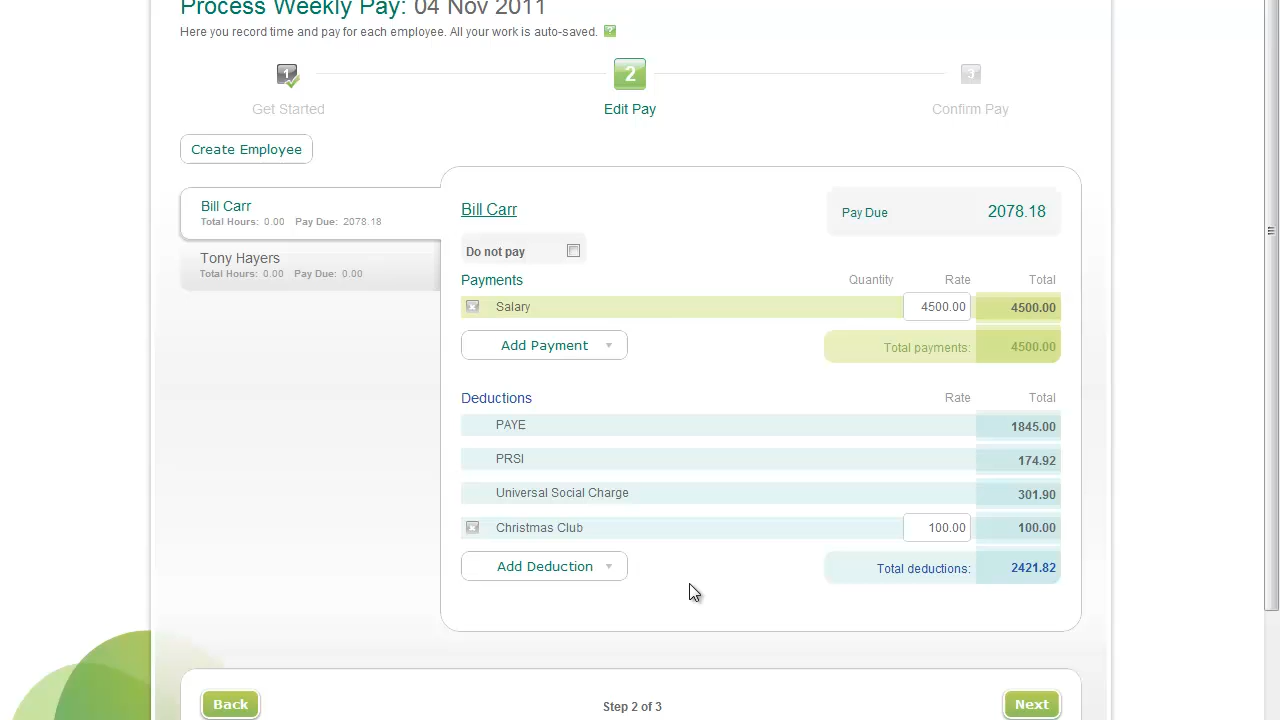 Process Weekly Pay: 04 Nov 2011
Here you record time and pay for each employee. All your work is auto-saved. ?
1 2 3
Get Started Edit Pay Confirm Pay
Create Employee
Bill Carr
Total Hours: 0.00 Pay Due: 2078.18
Tony Hayers
Total Hours: 0.00 Pay Due: 0.00
Bill Carr Pay Due 2078.18
Do not pay
Payments Quantity Rate Total
Salary 4500.00 4500.00
Add Payment Total payments: 4500.00
Deductions Rate Total
PAYE 1845.00
PRSI 174.92
Universal Social Charge 301.90
Christmas Club 100.00 100.00
Add Deduction Total deductions: 2421.82
Back Step 2 of 3 Next